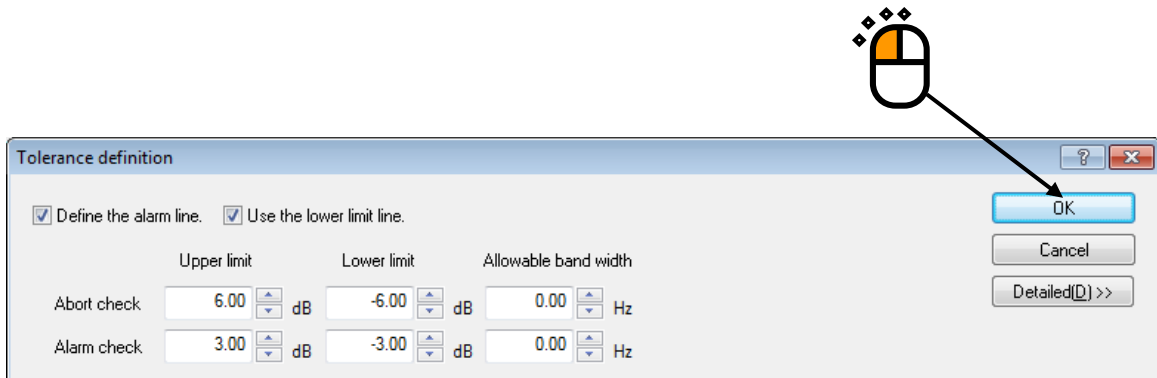 Tolerance definition
Define the alarm line. Use the lower limit line.
OK
Cancel
Detailed(D) >>
Upper limit Lower limit Allowable band width
Abort check 6.00 dB -6.00 dB 0.00 Hz
Alarm check 3.00 dB -3.00 dB 0.00 Hz